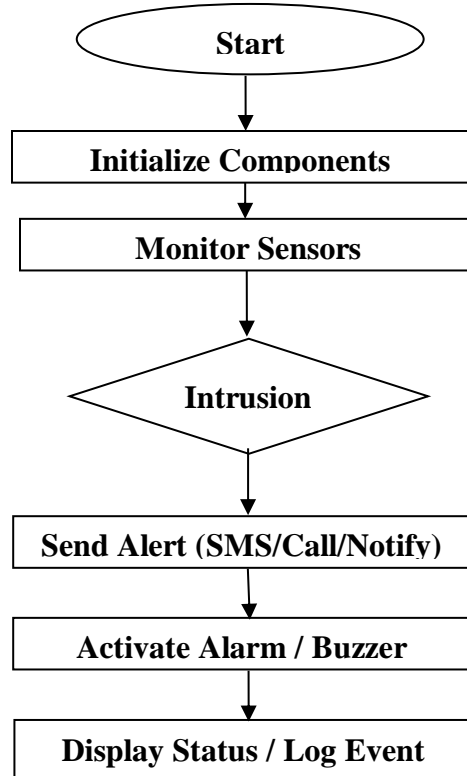 Start
Initialize Components
Monitor Sensors
Intrusion
Send Alert (SMS/Call/Notify)
Activate Alarm / Buzzer
Display Status / Log Event